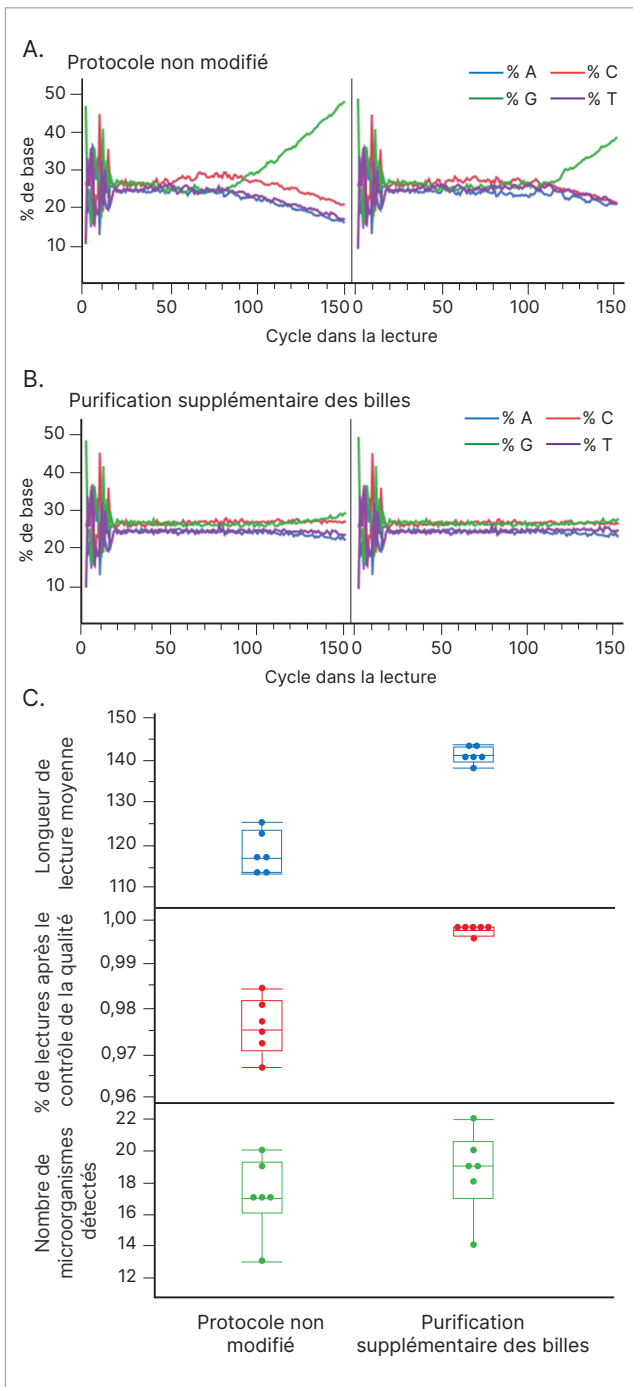 A.
Protocole non modifié
% A
% C
% G
% T
50
40
30
20
10
% de base
0
50
100
150
0
50
100
150
Cycle dans la lecture
B.
Purification supplémentaire des billes
% A
% C
% G
% T
50
40
30
20
10
% de base
0
50
100
150
0
50
100
150
Cycle dans la lecture
C.
150
140
130
120
110
Longueur de
lecture moyenne
1,00
0,99
0,98
0,97
0,96
% de lectures après le
contrôle de la qualité
22
20
18
16
14
12
Nombre de
microorganismes
détectés
Protocole non
modifié
Purification
supplémentaire des billes